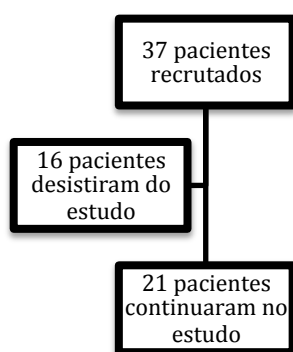 37 pacientes
recrutados
16 pacientes
desistiram do
estudo
21 pacientes
continuaram no
estudo